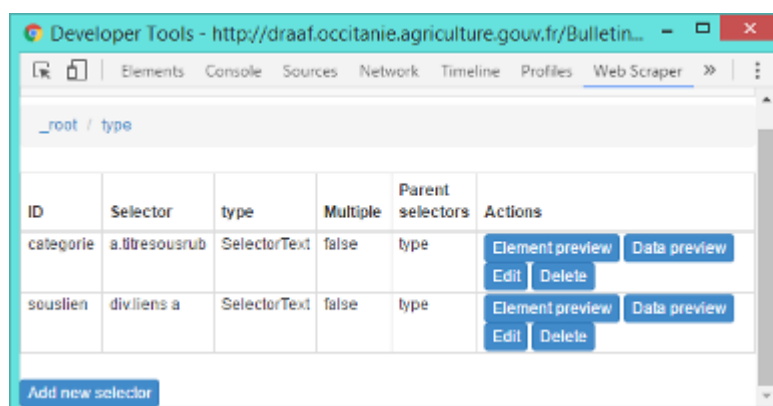 Developer Tools - http://draaf.occitanie.agriculture.gouv.fr/Bulletin...
Elements Console Sources Network Timeline Profiles Web Scraper »
_root / type
ID Selector type Multiple Parent selectors Actions
categorie a.titresousrub SelectorText false type Element preview Data preview
Edit Delete
souslien div.liens a SelectorText false type Element preview Data preview
Edit Delete
Add new selector